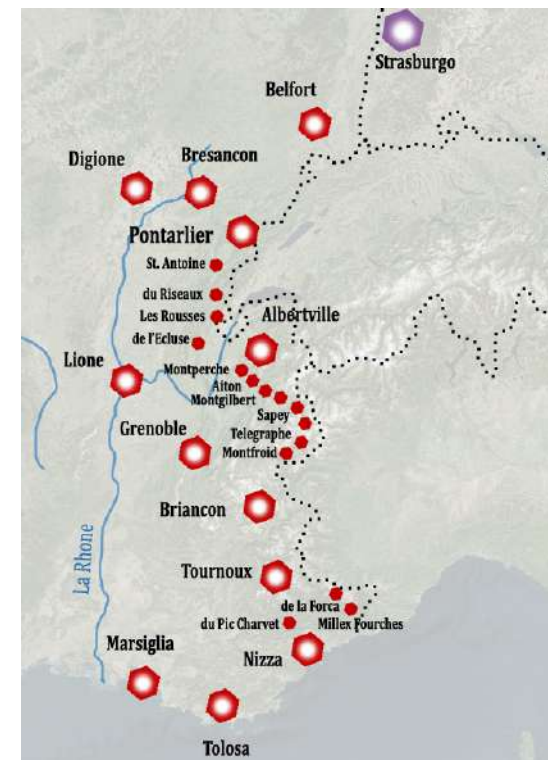 Strasburgo
Belfort
Digione
Bresancon
Pontarlier
St. Antoine
du Riseaux
Les Rousses
Albertville
de l'Ecluse
Lione
Montperche
Aiton
Montgilbert
Sapey
Grenoble
Telegraphe
Montfroid
Briancon
La Rhone
Tournoux
de la Forca
du Pic Charvet
Millex Fourches
Marsiglia
Nizza
Tolosa